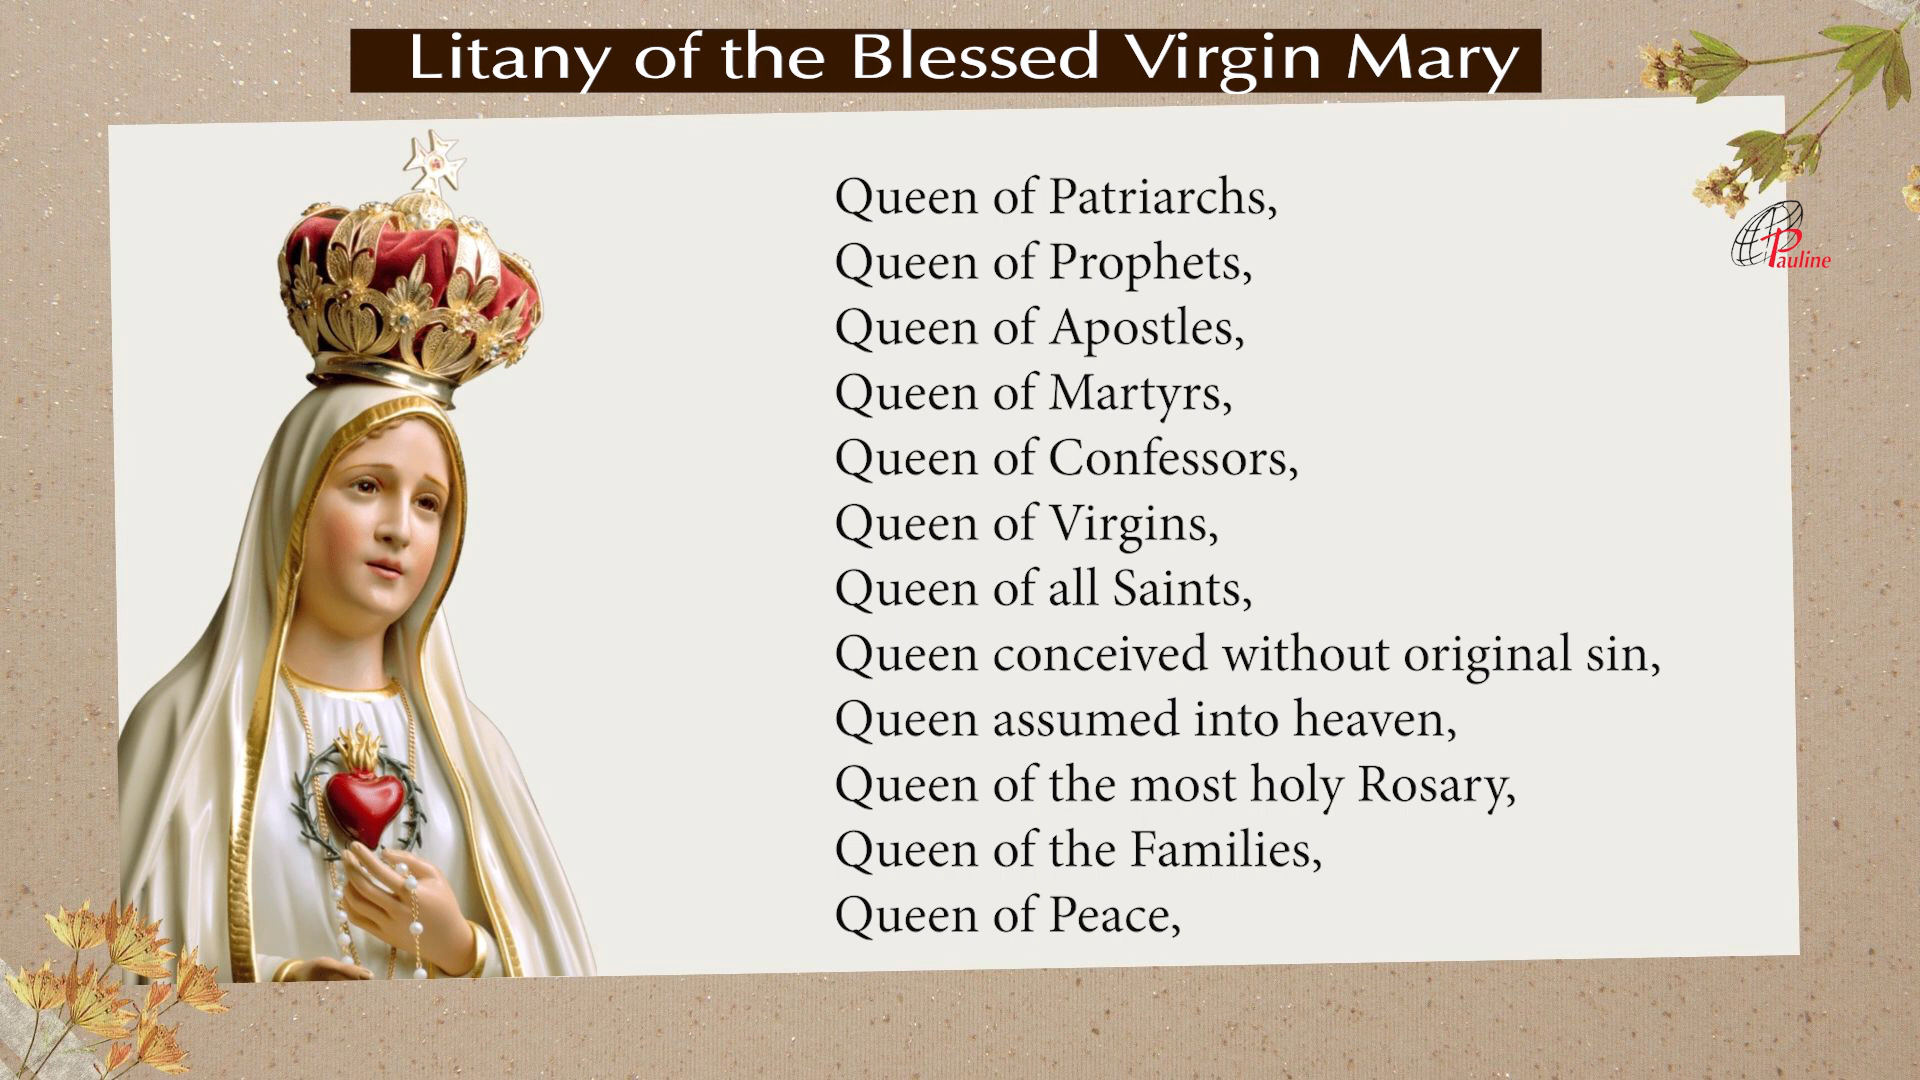 Litany of the Blessed Virgin Mary
Queen of Patriarchs,
Queen of Prophets,
Queen of Apostles,
Queen of Martyrs,
Queen of Confessors,
Queen of Virgins,
Queen of all Saints,
Queen conceived without original sin,
Queen assumed into heaven,
Queen of the most holy Rosary,
Queen of the Families,
Queen of Peace,
Pauline